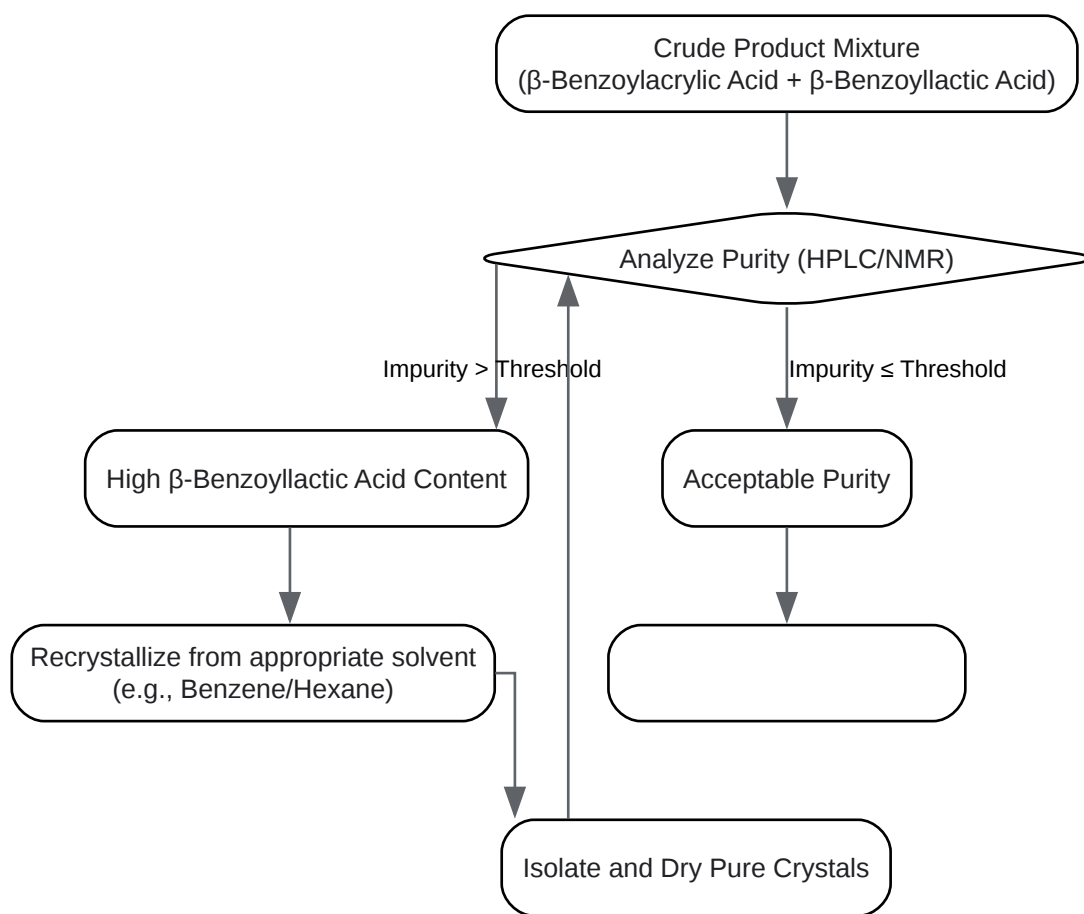 Crude Product Mixture
(β-Benzoylacrylic Acid + β-Benzoyllactic Acid)
Analyze Purity (HPLC/NMR)
Impurity > Threshold
Impurity ≤ Threshold
High β-Benzoyllactic Acid Content
Acceptable Purity
Recrystallize from appropriate solvent
(e.g., Benzene/Hexane)
Isolate and Dry Pure Crystals